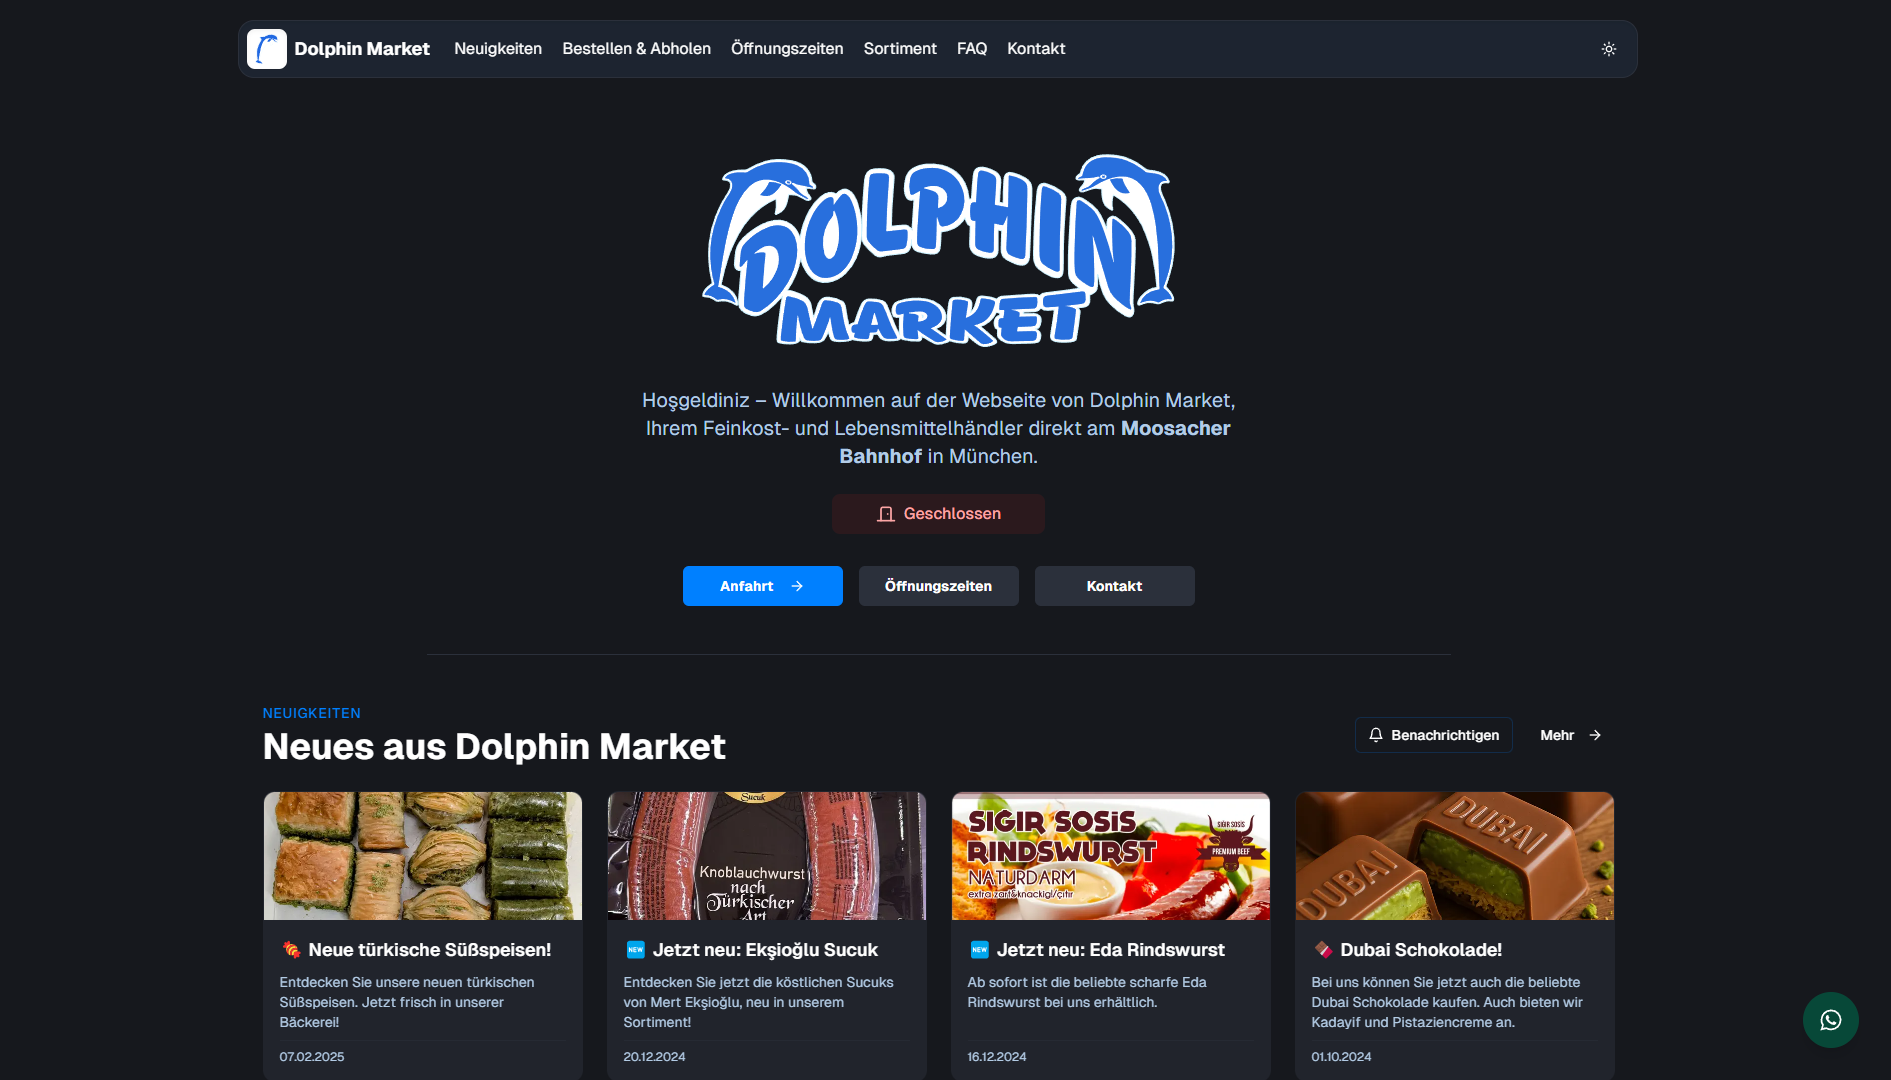 Dolphin Market
Neuigkeiten
Bestellen & Abholen
Öffnungszeiten
Sortiment
FAQ
Kontakt
DOLPHIN
MARKET
Hoşgeldiniz – Willkommen auf der Webseite von Dolphin Market,
Ihrem Feinkost- und Lebensmittelhändler direkt am Moosacher
Bahnhof in München.
Geschlossen
Anfahrt
Öffnungszeiten
Kontakt
NEUIGKEITEN
Neues aus Dolphin Market
Benachrichtigen
Mehr
Neue türkische Süßspeisen!
Entdecken Sie unsere neuen türkischen
Süßspeisen. Jetzt frisch in unserer
Bäckerei!
07.02.2025
Sucuk
Knoblauchwurst
nach
Türkischer
Art
NEW Jetzt neu: Ekşioğlu Sucuk
Entdecken Sie jetzt die köstlichen Sucuks
von Mert Ekşioğlu, neu in unserem
Sortiment!
20.12.2024
SIĞIR SOSİS
RINDSWURST
NATURDARM
extra zart&knackig/çıtır
SIĞIR SOSİS
PREMIUM BEEF
NEW Jetzt neu: Eda Rindswurst
Ab sofort ist die beliebte scharfe Eda
Rindswurst bei uns erhältlich.
16.12.2024
DUBAI
DUBAI
Dubai Schokolade!
Bei uns können Sie jetzt auch die beliebte
Dubai Schokolade kaufen. Auch bieten wir
Kadayif und Pistaziencreme an.
01.10.2024